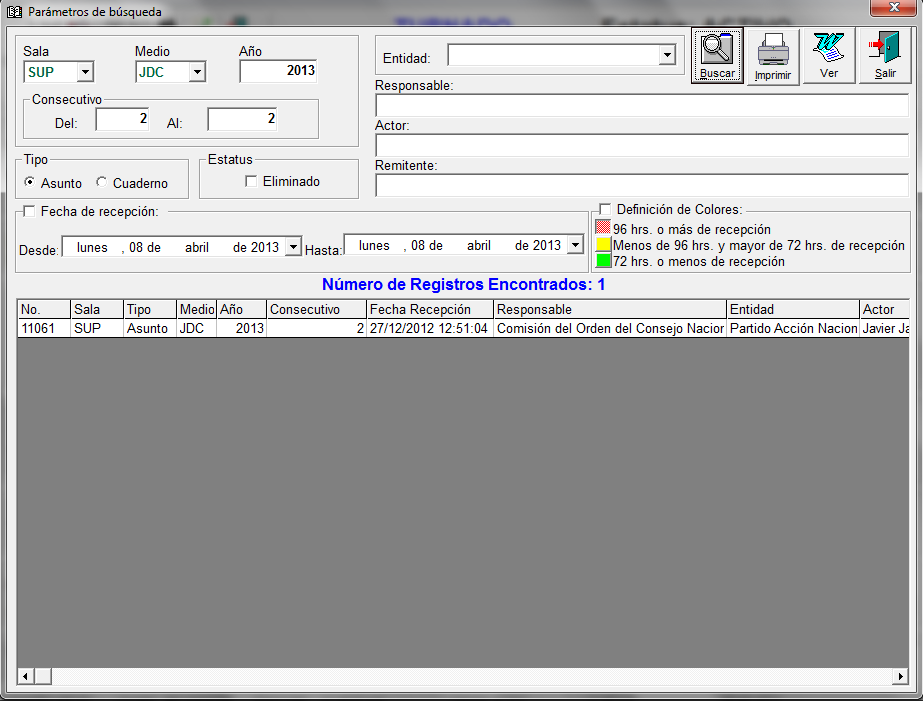 Parámetros de búsqueda
Sala Medio Año
SUP JDC 2013
Consecutivo
Del: 2 Al: 2
Entidad:
Responsable:
Actor:
Remitente:
Buscar Imprimir Ver Salir
Tipo
Asunto Cuaderno
Estatus
Eliminado
Fecha de recepción:
Desde: lunes , 08 de abril de 2013 Hasta: lunes , 08 de abril de 2013
Definición de Colores:
96 hrs. o más de recepción
Menos de 96 hrs. y mayor de 72 hrs. de recepción
72 hrs. o menos de recepción
Número de Registros Encontrados: 1
No. Sala Tipo Medio Año Consecutivo Fecha Recepción Responsable Entidad Actor
11061 SUP Asunto JDC 2013 2 27/12/2012 12:51:04 Comisión del Orden del Consejo Nacior Partido Acción Nacion Javier Ja